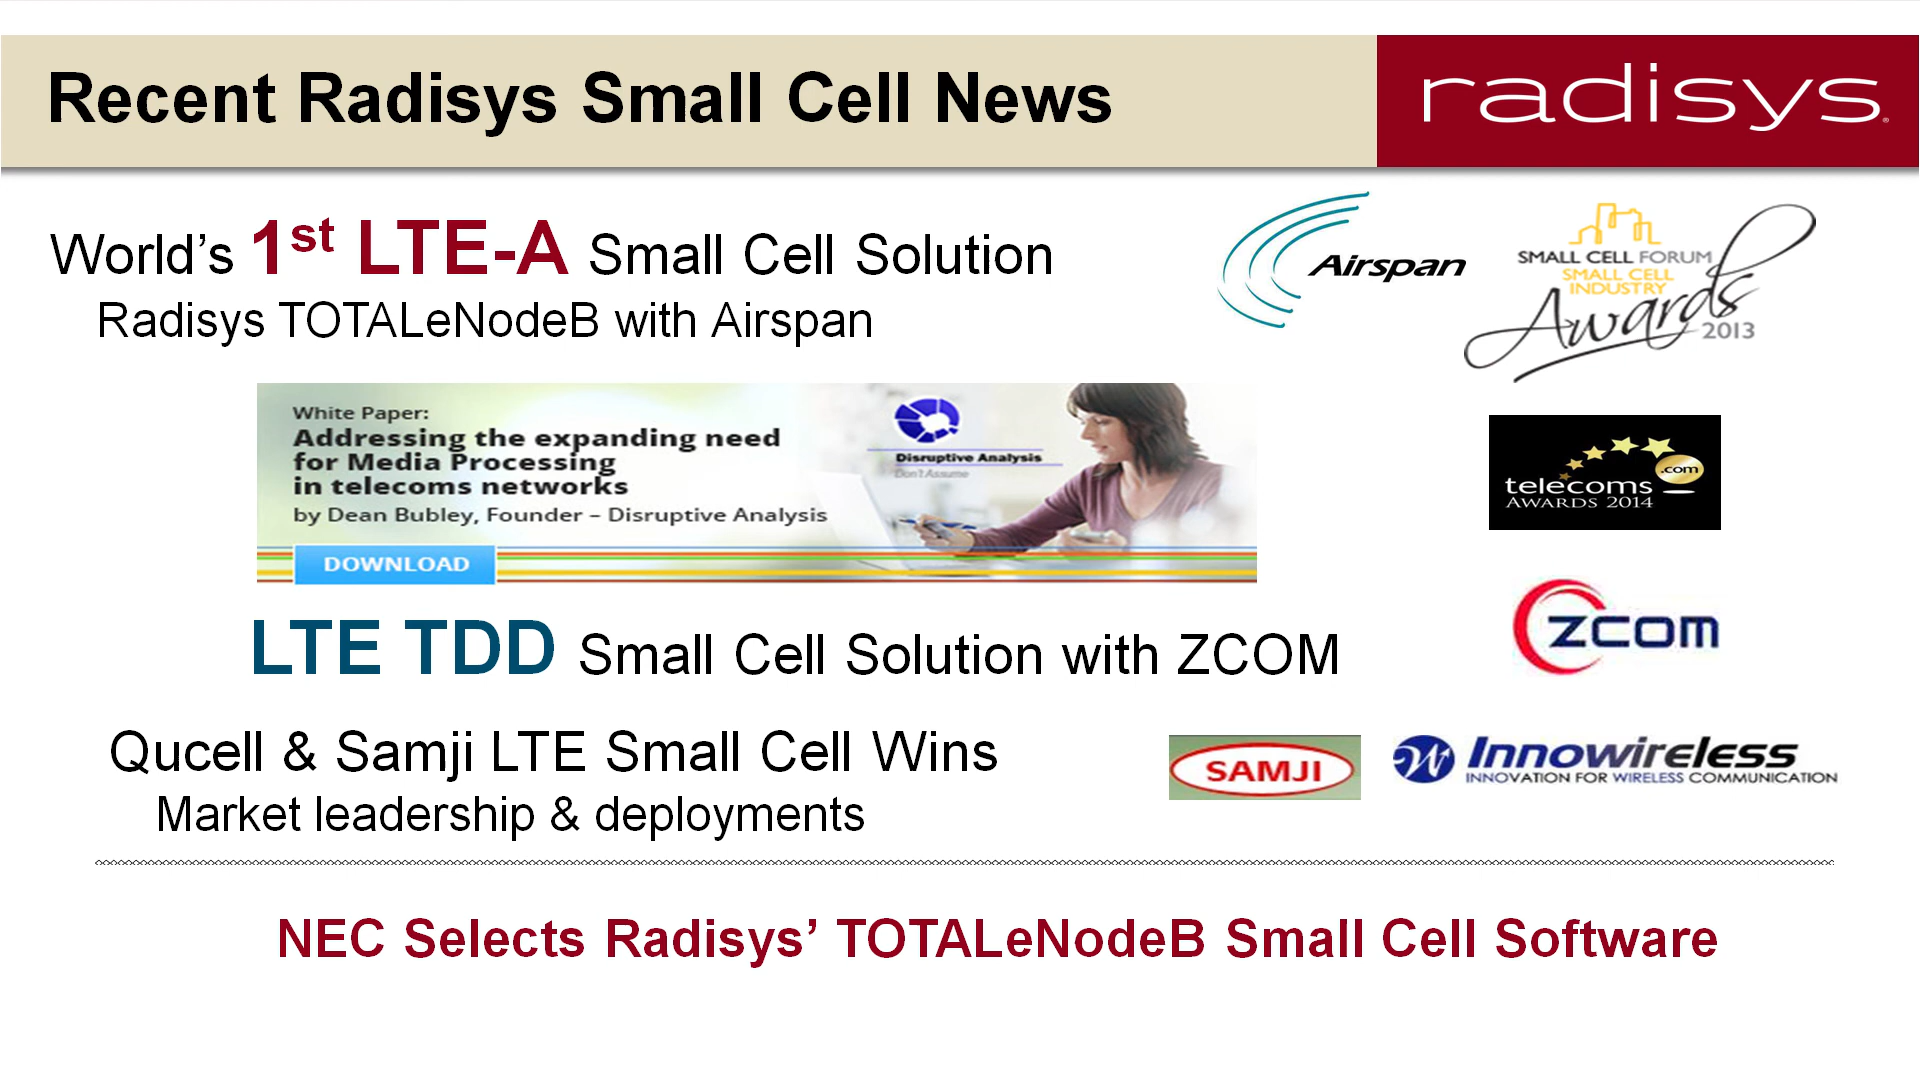 Recent Radisys Small Cell News
radisys®
World’s 1st LTE-A Small Cell Solution
Radisys TOTALeNodeB with Airspan
Airspan
SMALL CELL FORUM
SMALL CELL
INDUSTRY
Awards
2013
White Paper:
Addressing the expanding need
for Media Processing
in telecoms networks
by Dean Bubley, Founder – Disruptive Analysis
DOWNLOAD
Disruptive Analysis
Don't Assume
telecoms.com
AWARDS 2014
LTE TDD Small Cell Solution with ZCOM
ZCOM
Qucell & Samji LTE Small Cell Wins
Market leadership & deployments
SAMJI
Innowireless
INNOVATION FOR WIRELESS COMMUNICATION
NEC Selects Radisys’ TOTALeNodeB Small Cell Software